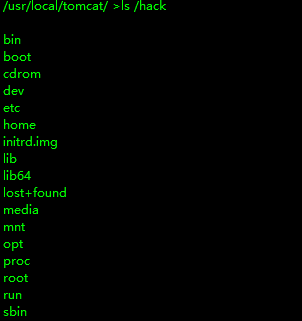 /usr/local/tomcat/ >ls /hack
bin
boot
cdrom
dev
etc
home
initrd.img
lib
lib64
lost+found
media
mnt
opt
proc
root
run
sbin